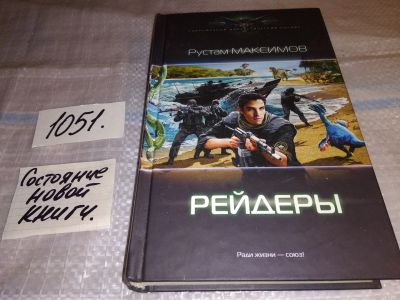 Рустам МАКСИМОВ
1051.
Состояние
новой
книги.
РЕЙДЕРЫ
Ради жизни — союз!